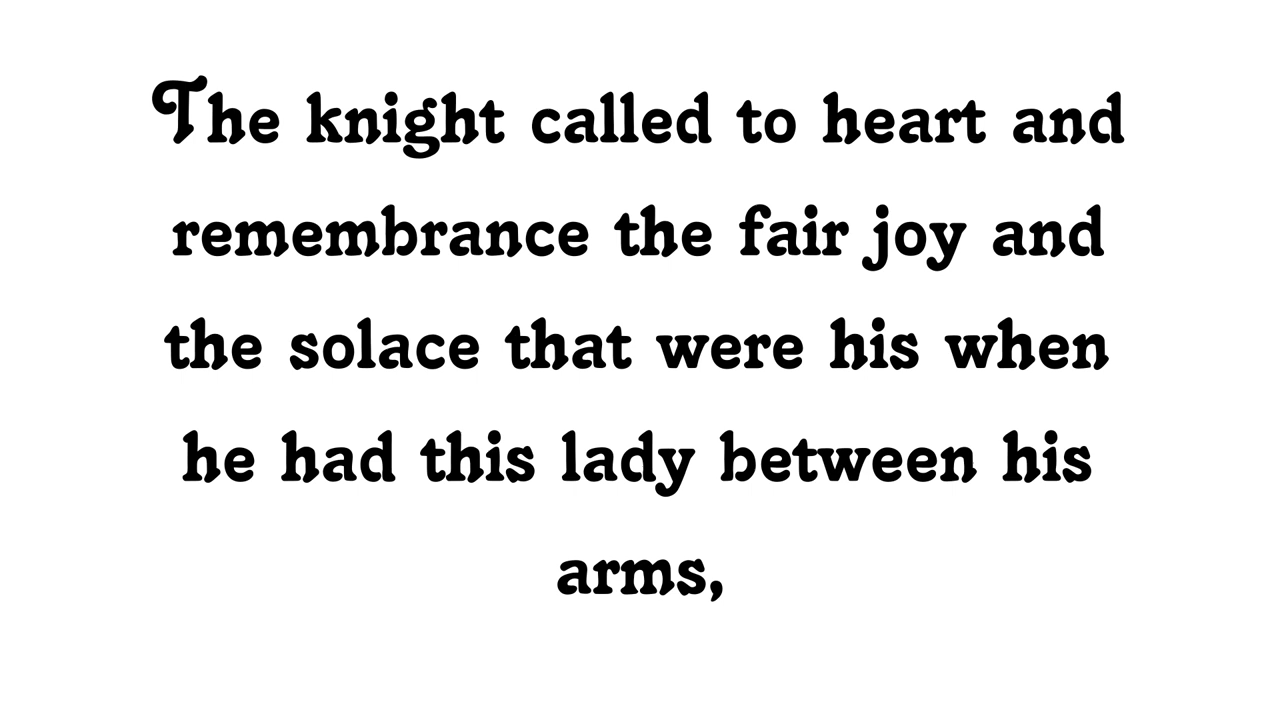 The knight called to heart and
remembrance the fair joy and
the solace that were his when
he had this lady between his
arms,